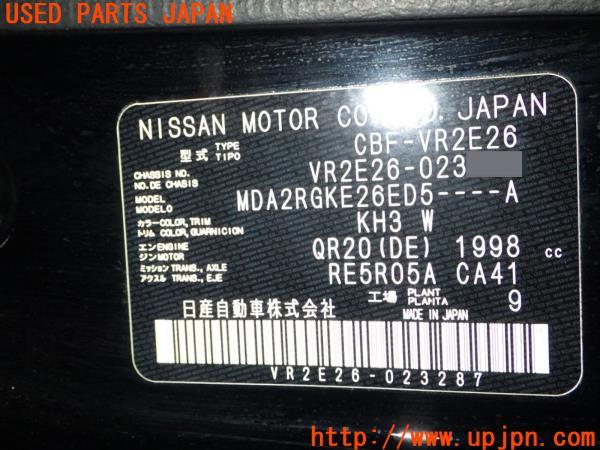 USED PARTS JAPAN
NISSAN MOTOR CO., LTD. JAPAN
型式 TYPE TIPO CBF-VR2E26
CHASSIS NO. NO.DE CHASIS VR2E26-023
MODEL MODELO MDA2RGKE26ED5----A
カラー COLOR, TRIM
トリム COLOR, GUARNICION KH3 W
エンジン ENGINE MOTOR QR20(DE) 1998 cc
ミッション TRANS., AXLE
アクスル TRANS., EJE RE5R05A CA41
工場 PLANT PLANTA 9
日産自動車株式会社 MADE IN JAPAN
VR2E26-023287
http://www.upjpn.com